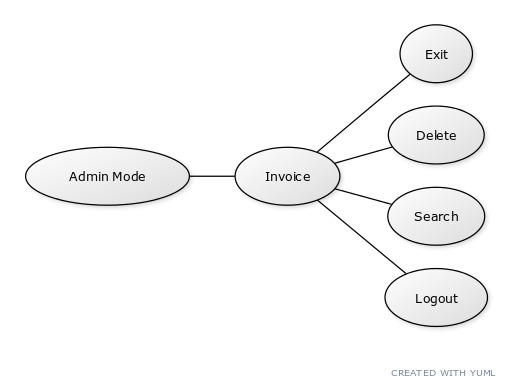 Exit
Delete
Admin Mode
Invoice
Search
Logout
CREATED WITH YUML